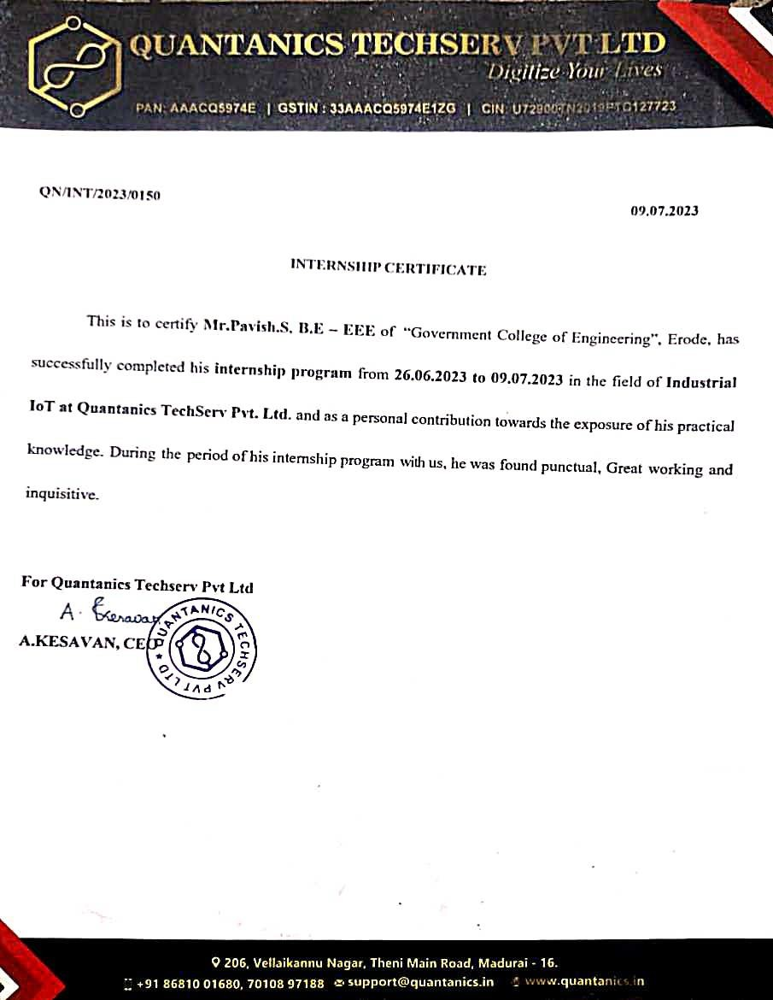 QUANTANICS TECHSERV PVT LTD
Digitize Your Lives
PAN: AAACQ5974E | GSTIN : 33AAACQ5974E1ZG | CIN: U72900TN2019PTC127723
QN/INT/2023/0150
09.07.2023
INTERNSHIP CERTIFICATE
This is to certify Mr.Pavish.S, B.E – EEE of “Government College of Engineering”, Erode, has
successfully completed his internship program from 26.06.2023 to 09.07.2023 in the field of Industrial
IoT at Quantanics TechServ Pvt. Ltd. and as a personal contribution towards the exposure of his practical
knowledge. During the period of his internship program with us, he was found punctual, Great working and
inquisitive.
For Quantanics Techserv Pvt Ltd
A. Kesavan
A.KESAVAN, CEO
QUANTANICS TECHSERV PVT LTD
206, Vellaikannu Nagar, Theni Main Road, Madurai - 16.
+91 86810 01680, 70108 97188 support@quantanics.in www.quantanics.in